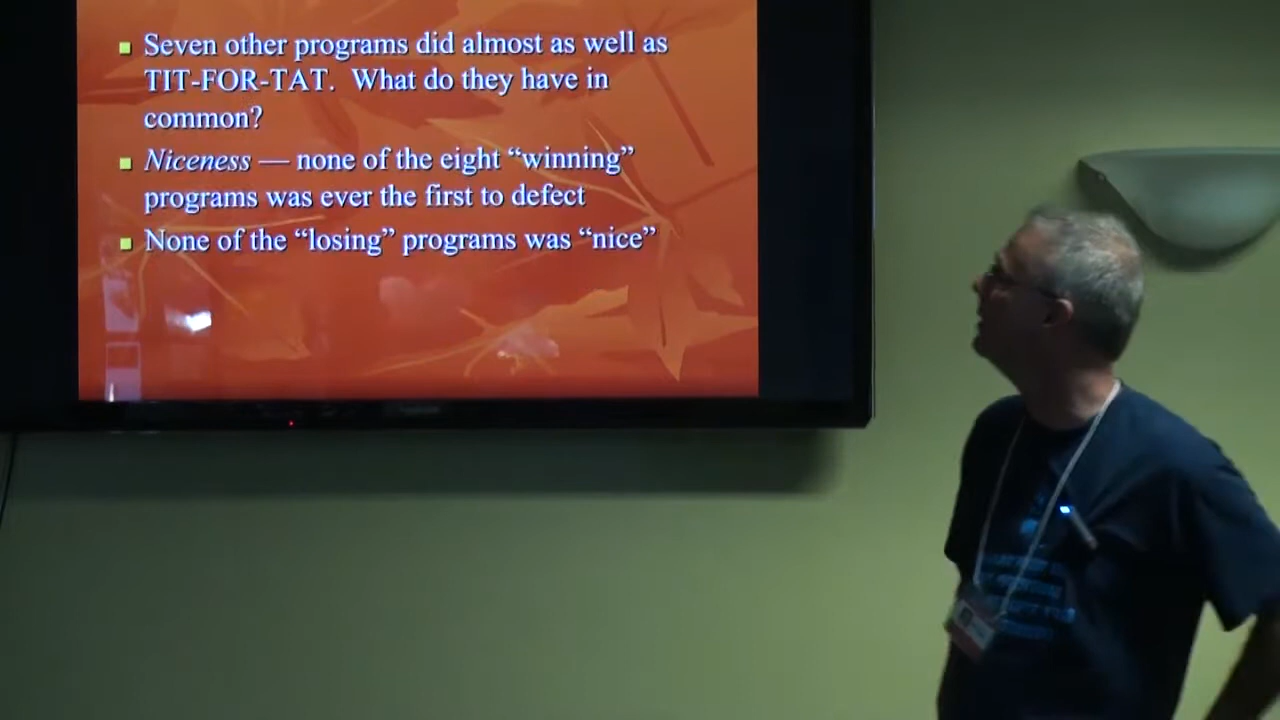 Seven other programs did almost as well as
TIT-FOR-TAT. What do they have in
common?
Niceness — none of the eight “winning”
programs was ever the first to defect
None of the “losing” programs was “nice”